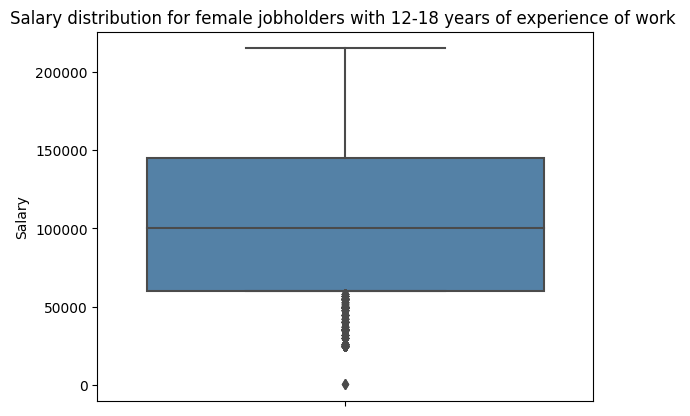 Salary distribution for female jobholders with 12-18 years of experience of work
200000
150000
100000
50000
0
Salary